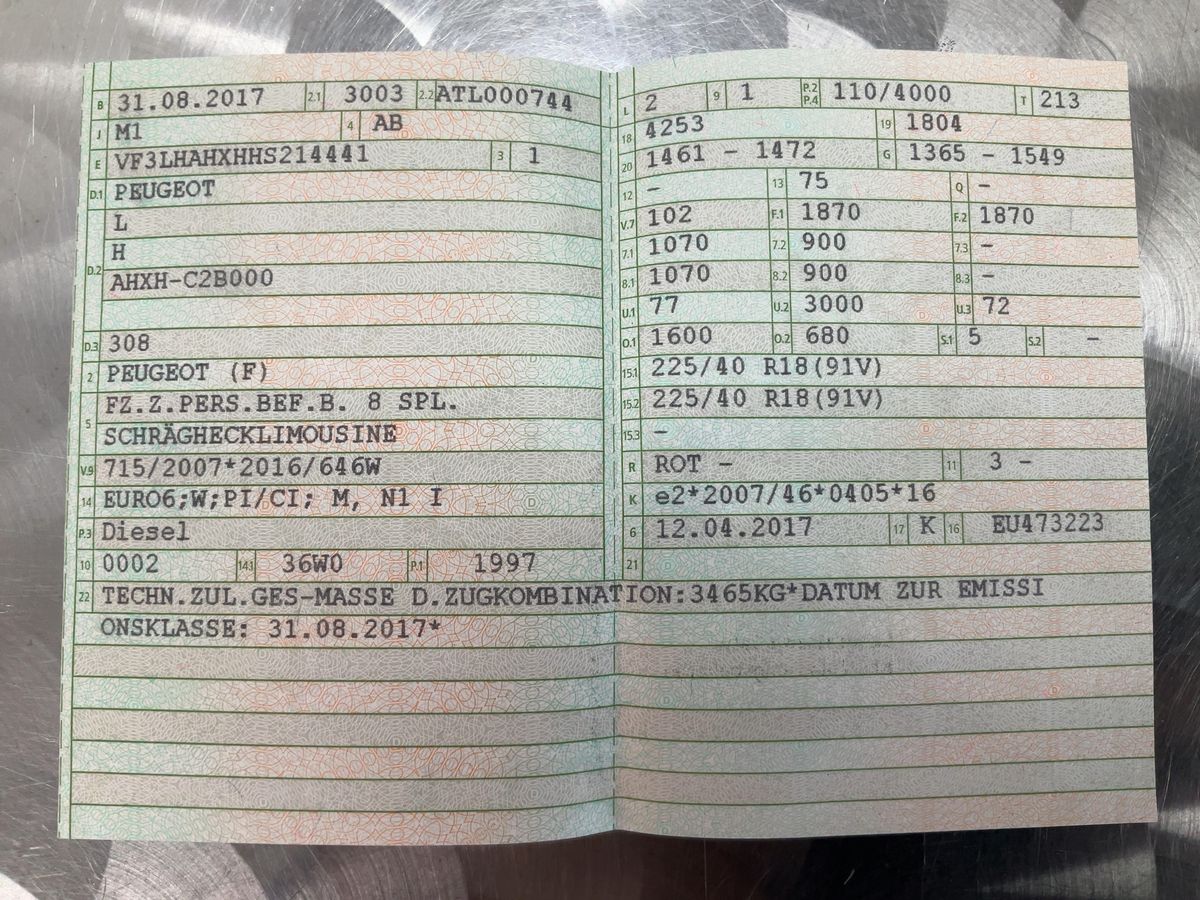 B 31.08.2017 2.1 3003 2.2 ATL000744
J M1 4 AB
E VF3LHAHXHHS214441 3 1
D.1 PEUGEOT
L
H
D.2 AHXH-C2B000
D.3 308
2 PEUGEOT (F)
5 FZ.Z.PERS.BEF.B. 8 SPL.
SCHRÄGHECKLIMOUSINE
V.9 715/2007*2016/646W
14 EURO6;W;PI/CI; M, N1 I
P.3 Diesel
10 0002 14.1 36W0 P.1 1997
L 2 9 1 P.2 P.4 110/4000 T 213
18 4253 19 1804
20 1461 - 1472 G 1365 - 1549
12 - 13 75 Q -
V.7 102 F.1 1870 F.2 1870
7.1 1070 7.2 900 7.3 -
8.1 1070 8.2 900 8.3 -
U.1 77 U.2 3000 U.3 72
O.1 1600 O.2 680 S.1 5 S.2 -
15.1 225/40 R18(91V)
15.2 225/40 R18(91V)
15.3 -
R ROT - 11 3 -
K e2*2007/46*0405*16
6 12.04.2017 17 K 16 EU473223
21
22 TECHN.ZUL.GES-MASSE D.ZUGKOMBINATION:3465KG*DATUM ZUR EMISSI
ONSKLASSE: 31.08.2017*